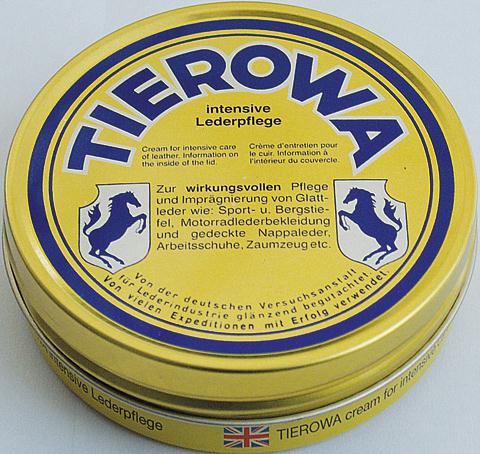 TIEROWA
intensive
Lederpflege
Cream for intensive care
of leather. Information on
the inside of the lid.
Crème d'entretien pour
le cuir. Information à
l'intérieur du couvercle.
Zur wirkungsvollen Pflege
und Imprägnierung von Glatt-
leder wie: Sport- u. Bergstie-
fel, Motorradlederbekleidung
und gedeckte Nappaleder,
Arbeitsschuhe, Zaumzeug etc.
Von der deutschen Versuchsanstalt
für Lederindustrie glänzend begutachtet.
Von vielen Expeditionen mit Erfolg verwendet.
intensive Lederpflege
TIEROWA cream for intensive